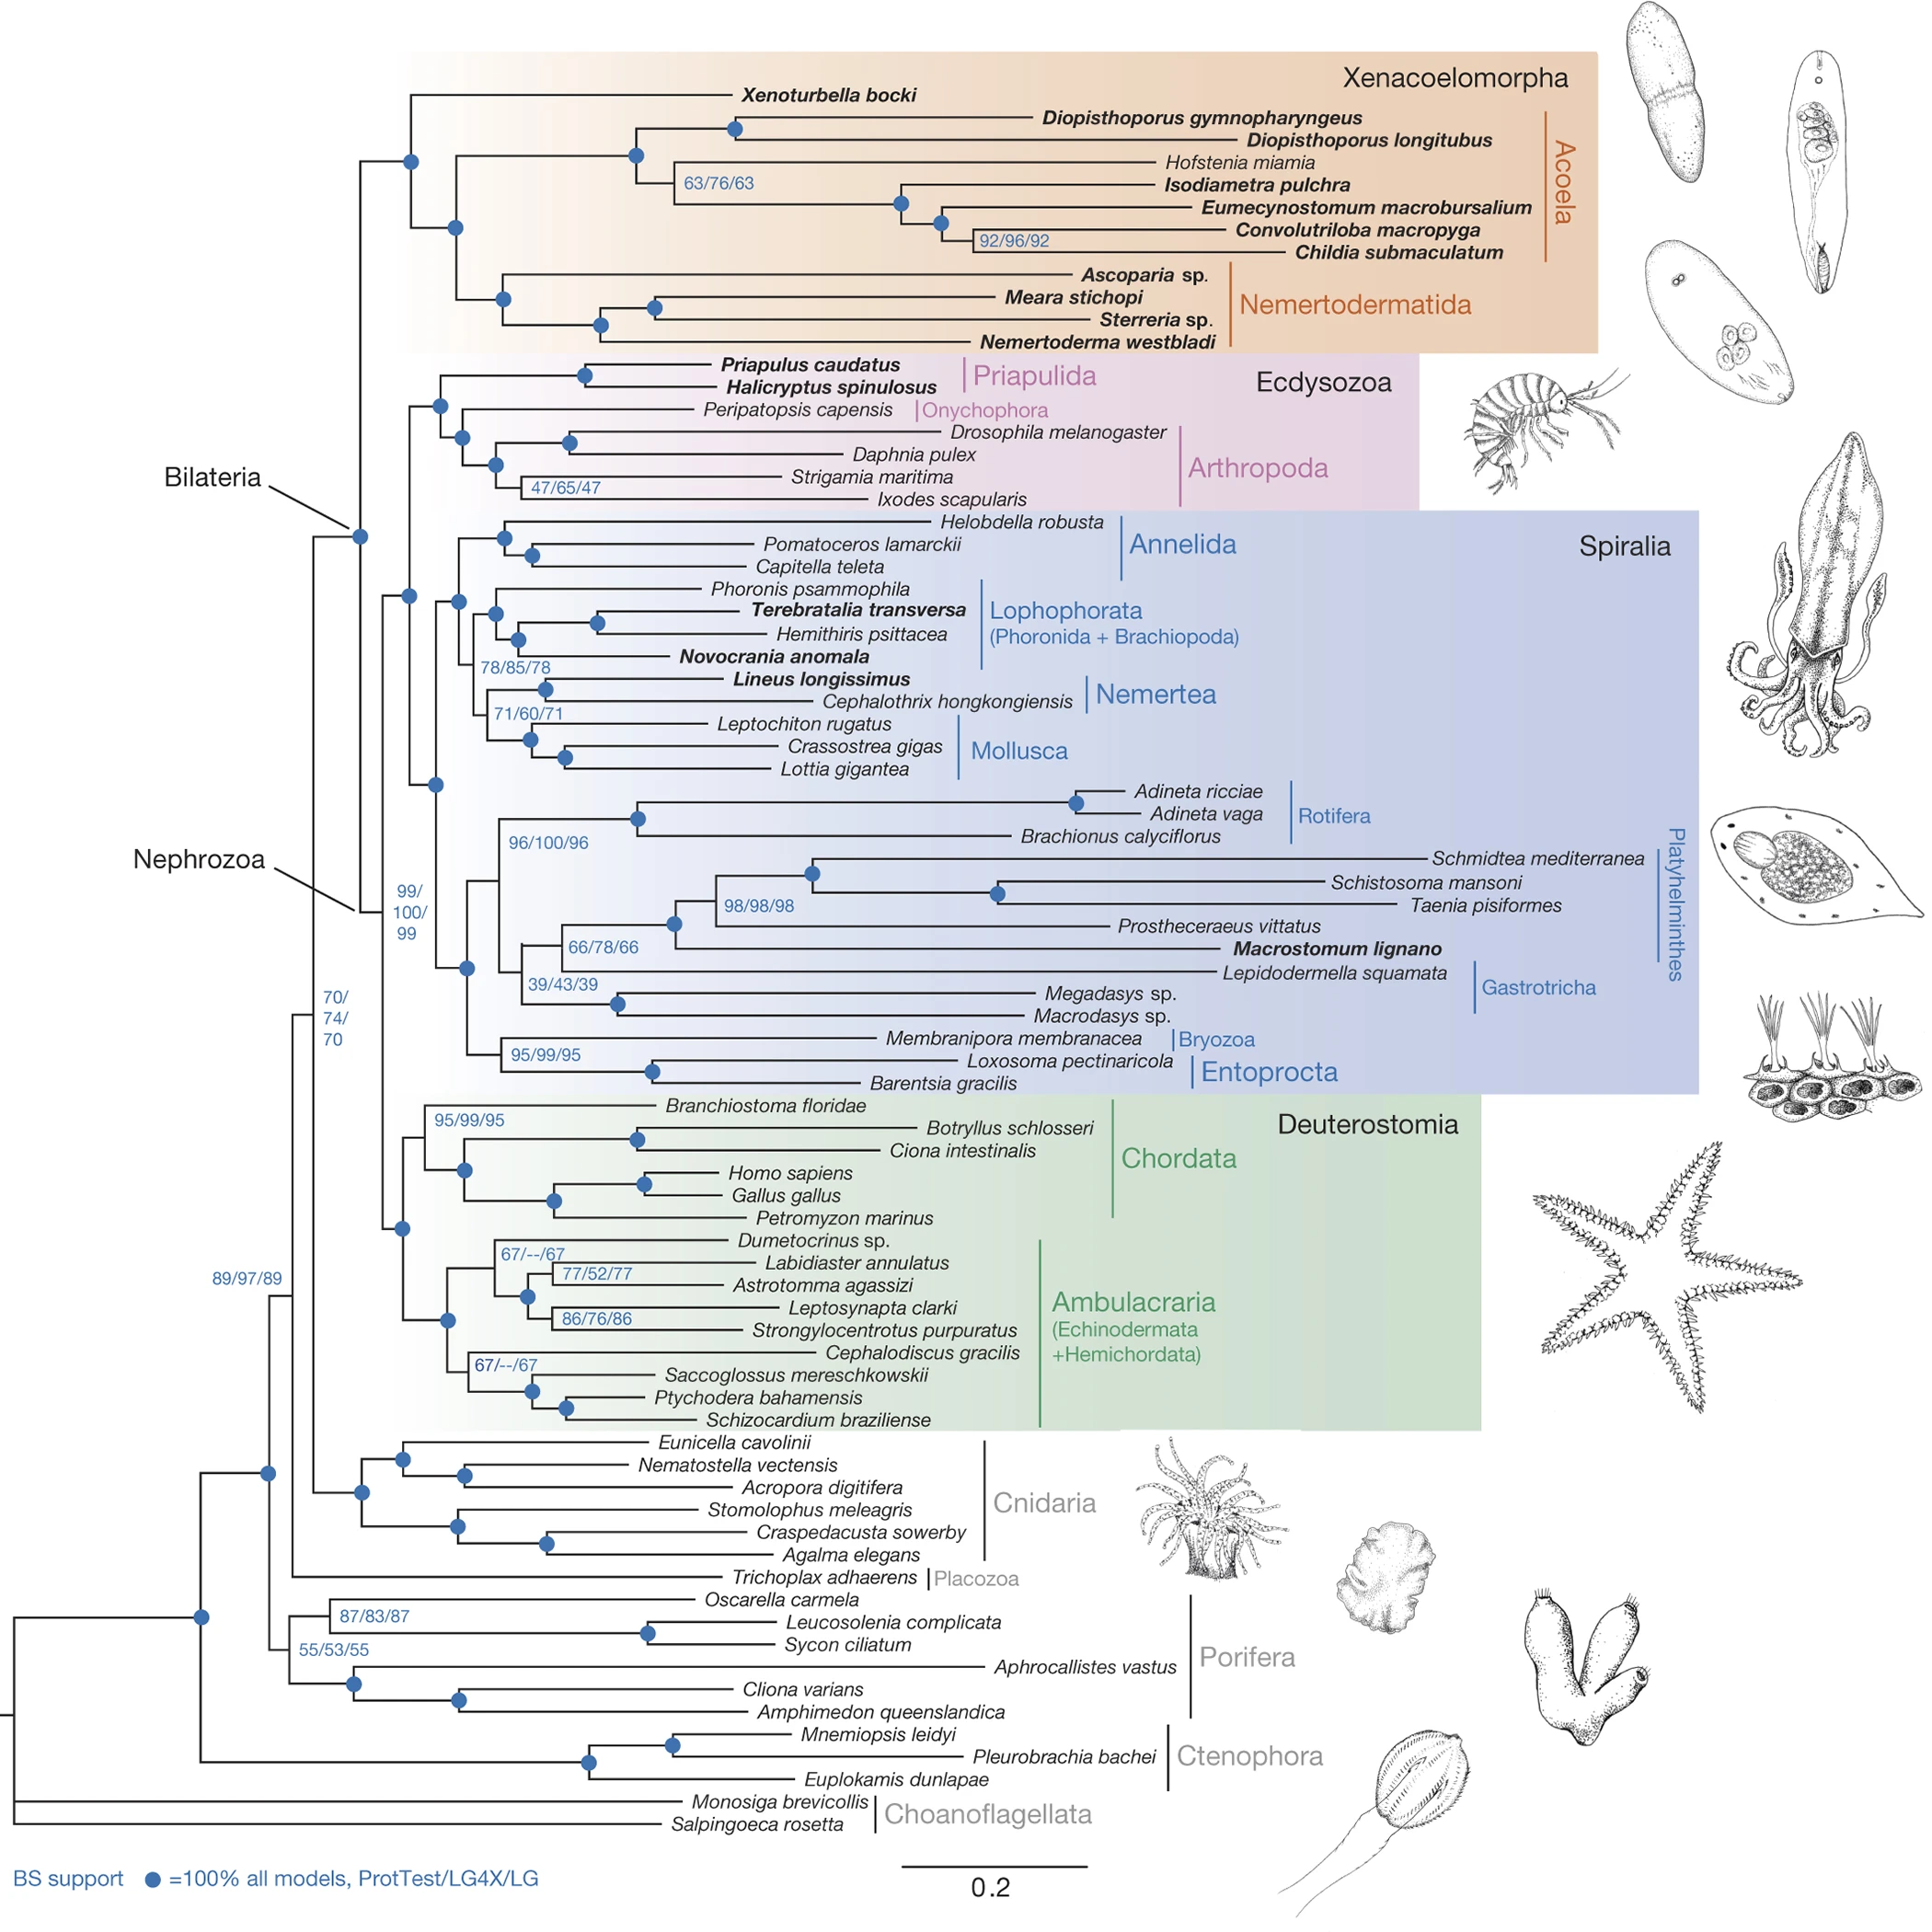 Xenacoelomorpha
Xenoturbella bocki
Diopisthoporus gymnopharyngeus
Diopisthoporus longitubus
Hofstenia miamia
63/76/63
Isodiametra pulchra
Eumecynostomum macrobursalium
Convolutriloba macropyga
92/96/92
Childia submaculatum
Acoela
Ascoparia sp.
Meara stichopi
Sterreria sp.
Nemertoderma westbladi
Nemertodermatida
Priapulus caudatus
Halicryptus spinulosus
Priapulida
Ecdysozoa
Peripatopsis capensis
Onychophora
Drosophila melanogaster
Daphnia pulex
Strigamia maritima
47/65/47
Ixodes scapularis
Arthropoda
Bilateria
Helobdella robusta
Pomatoceros lamarckii
Capitella teleta
Annelida
Spiralia
Phoronis psammophila
Terebratalia transversa
Hemithiris psittacea
Novocrania anomala
Lophophorata
(Phoronida + Brachiopoda)
78/85/78
Lineus longissimus
Cephalothrix hongkongiensis
Nemertea
71/60/71
Leptochiton rugatus
Crassostrea gigas
Lottia gigantea
Mollusca
Adineta ricciae
Adineta vaga
Brachionus calyciflorus
Rotifera
96/100/96
Nephrozoa
99/
100/
99
Schmidtea mediterranea
Schistosoma mansoni
Taenia pisiformes
98/98/98
Prostheceraeus vittatus
66/78/66
Macrostomum lignano
Platyhelminthes
Lepidodermella squamata
39/43/39
Megadasys sp.
Macrodasys sp.
Gastrotricha
70/
74/
70
Membranipora membranacea
Bryozoa
95/99/95
Loxosoma pectinaricola
Barentsia gracilis
Entoprocta
Branchiostoma floridae
95/99/95
Deuterostomia
Botryllus schlosseri
Ciona intestinalis
Homo sapiens
Gallus gallus
Petromyzon marinus
Chordata
Dumetocrinus sp.
67/--/67
Labidiaster annulatus
77/52/77
Astrotomma agassizi
89/97/89
Leptosynapta clarki
86/76/86
Strongylocentrotus purpuratus
Ambulacraria
(Echinodermata
+Hemichordata)
Cephalodiscus gracilis
67/--/67
Saccoglossus mereschkowskii
Ptychodera bahamensis
Schizocardium braziliense
Eunicella cavolinii
Nematostella vectensis
Acropora digitifera
Stomolophus meleagris
Craspedacusta sowerby
Agalma elegans
Cnidaria
Trichoplax adhaerens
Placozoa
Oscarella carmela
87/83/87
Leucosolenia complicata
Sycon ciliatum
55/53/55
Aphrocallistes vastus
Cliona varians
Amphimedon queenslandica
Porifera
Mnemiopsis leidyi
Pleurobrachia bachei
Euplokamis dunlapae
Ctenophora
Monosiga brevicollis
Salpingoeca rosetta
Choanoflagellata
BS support =100% all models, ProtTest/LG4X/LG
0.2